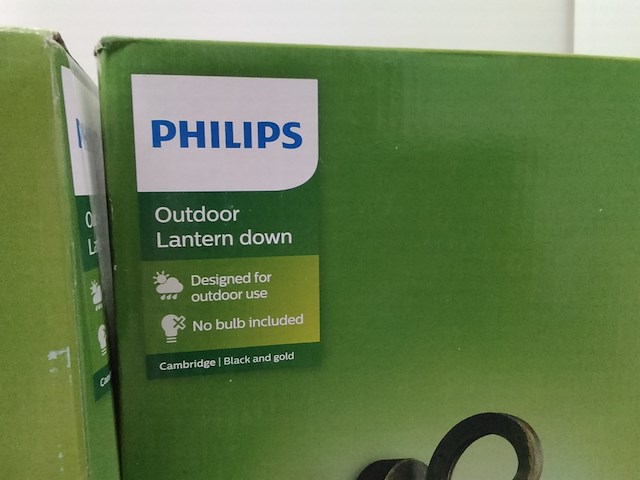 PHILIPS
Outdoor
Lantern down
Designed for
outdoor use
No bulb included
Cambridge | Black and gold